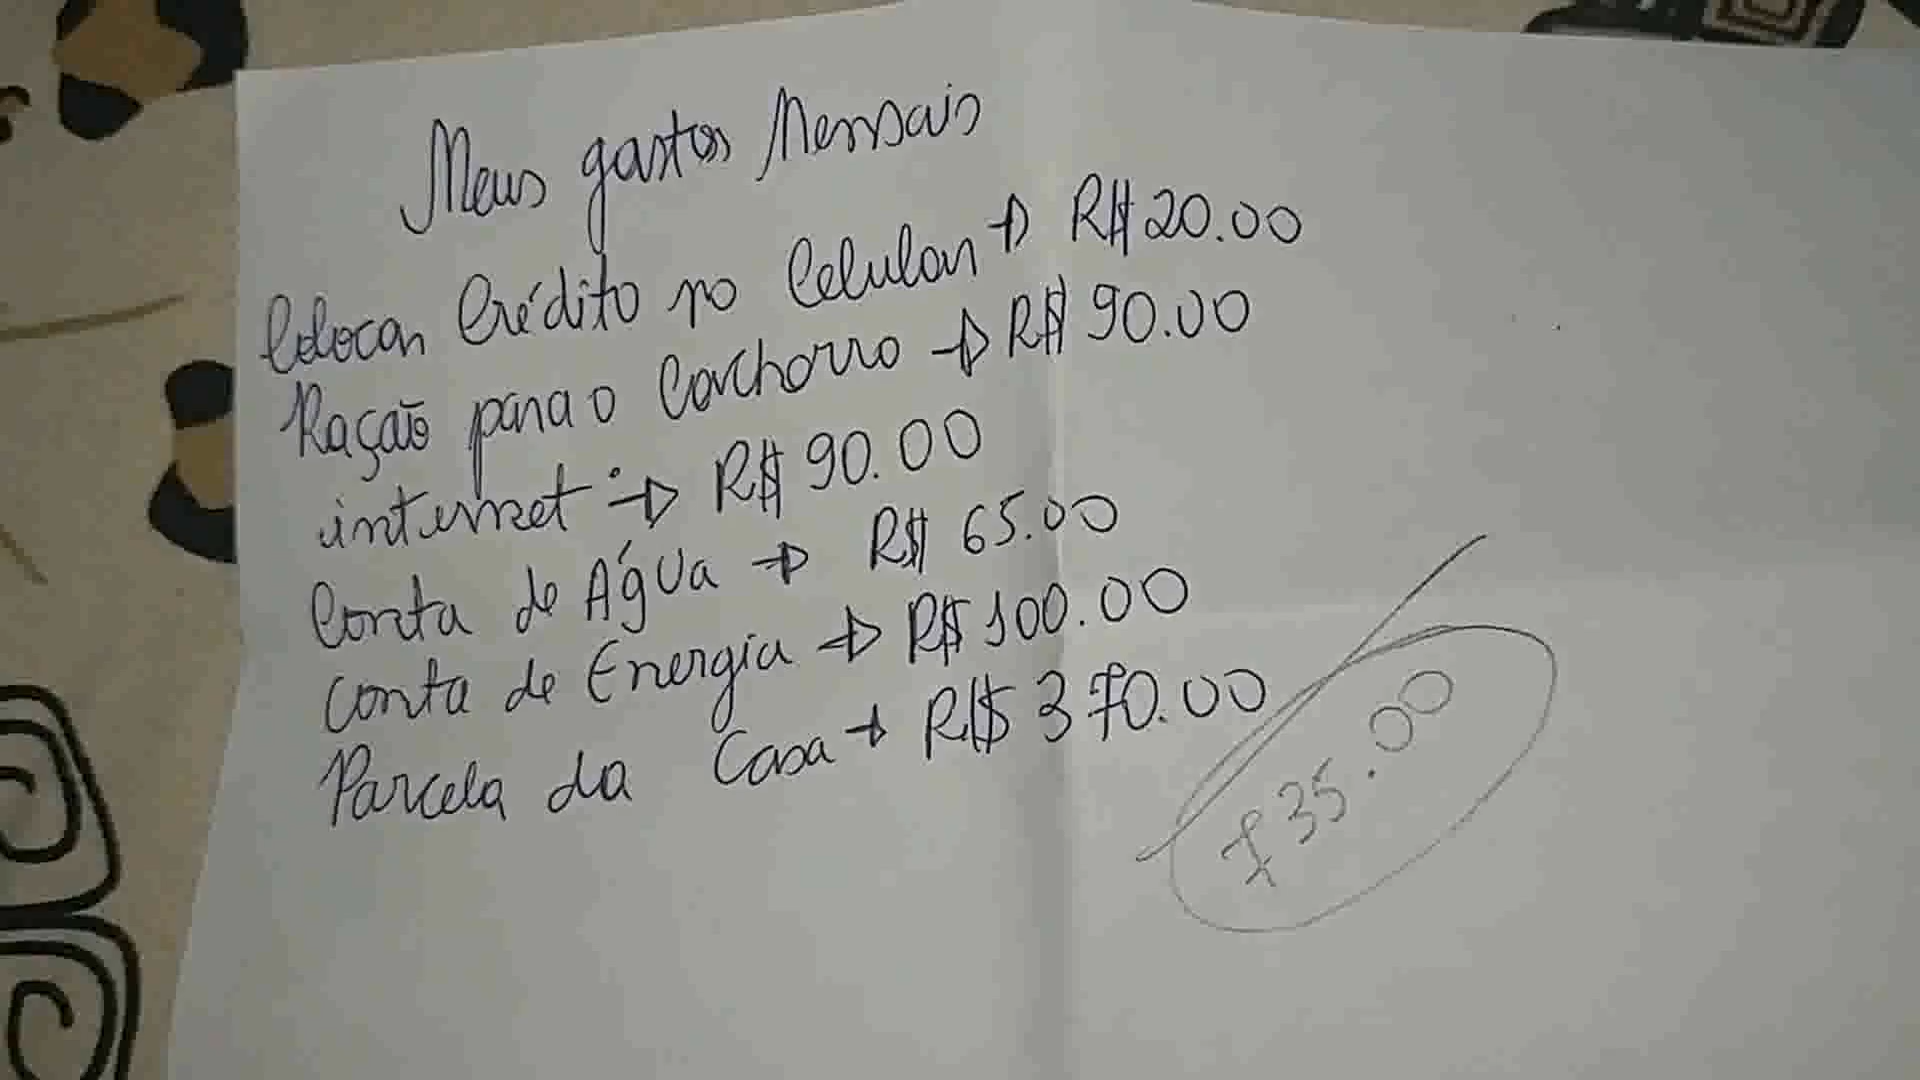 Meus gastos Mensais
Colocar Crédito no Celular → R$ 20.00
Ração para o Cachorro → R$ 90.00
internet → R$ 90.00
Conta de Água → R$ 65.00
Conta de Energia → R$ 100.00
Parcela da Casa → R$ 370.00
735.00